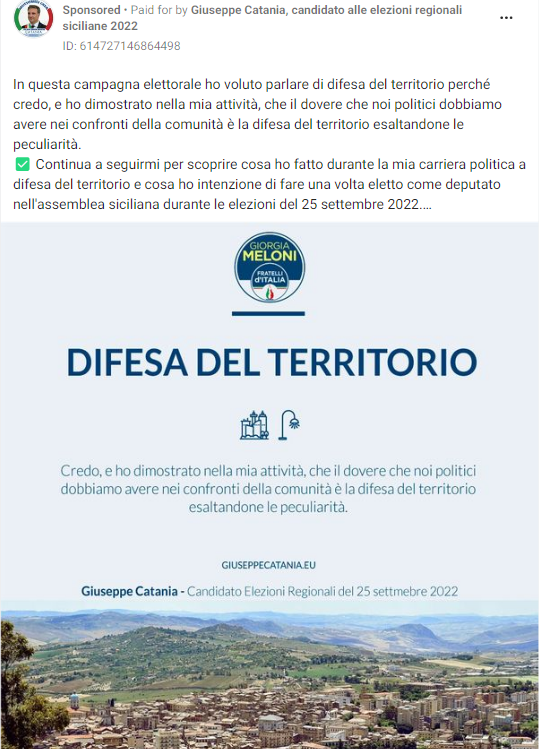 Sponsored • Paid for by Giuseppe Catania, candidato alle elezioni regionali
siciliane 2022
ID: 614727146864498
In questa campagna elettorale ho voluto parlare di difesa del territorio perché
credo, e ho dimostrato nella mia attività, che il dovere che noi politici dobbiamo
avere nei confronti della comunità è la difesa del territorio esaltandone le
peculiarità.
✅ Continua a seguirmi per scoprire cosa ho fatto durante la mia carriera politica a
difesa del territorio e cosa ho intenzione di fare una volta eletto come deputato
nell'assemblea siciliana durante le elezioni del 25 settembre 2022....
GIORGIA
MELONI
FRATELLI
d'ITALIA
DIFESA DEL TERRITORIO
Credo, e ho dimostrato nella mia attività, che il dovere che noi politici
dobbiamo avere nei confronti della comunità è la difesa del territorio
esaltandone le peculiarità.
GIUSEPPECATANIA.EU
Giuseppe Catania - Candidato Elezioni Regionali del 25 settmebre 2022